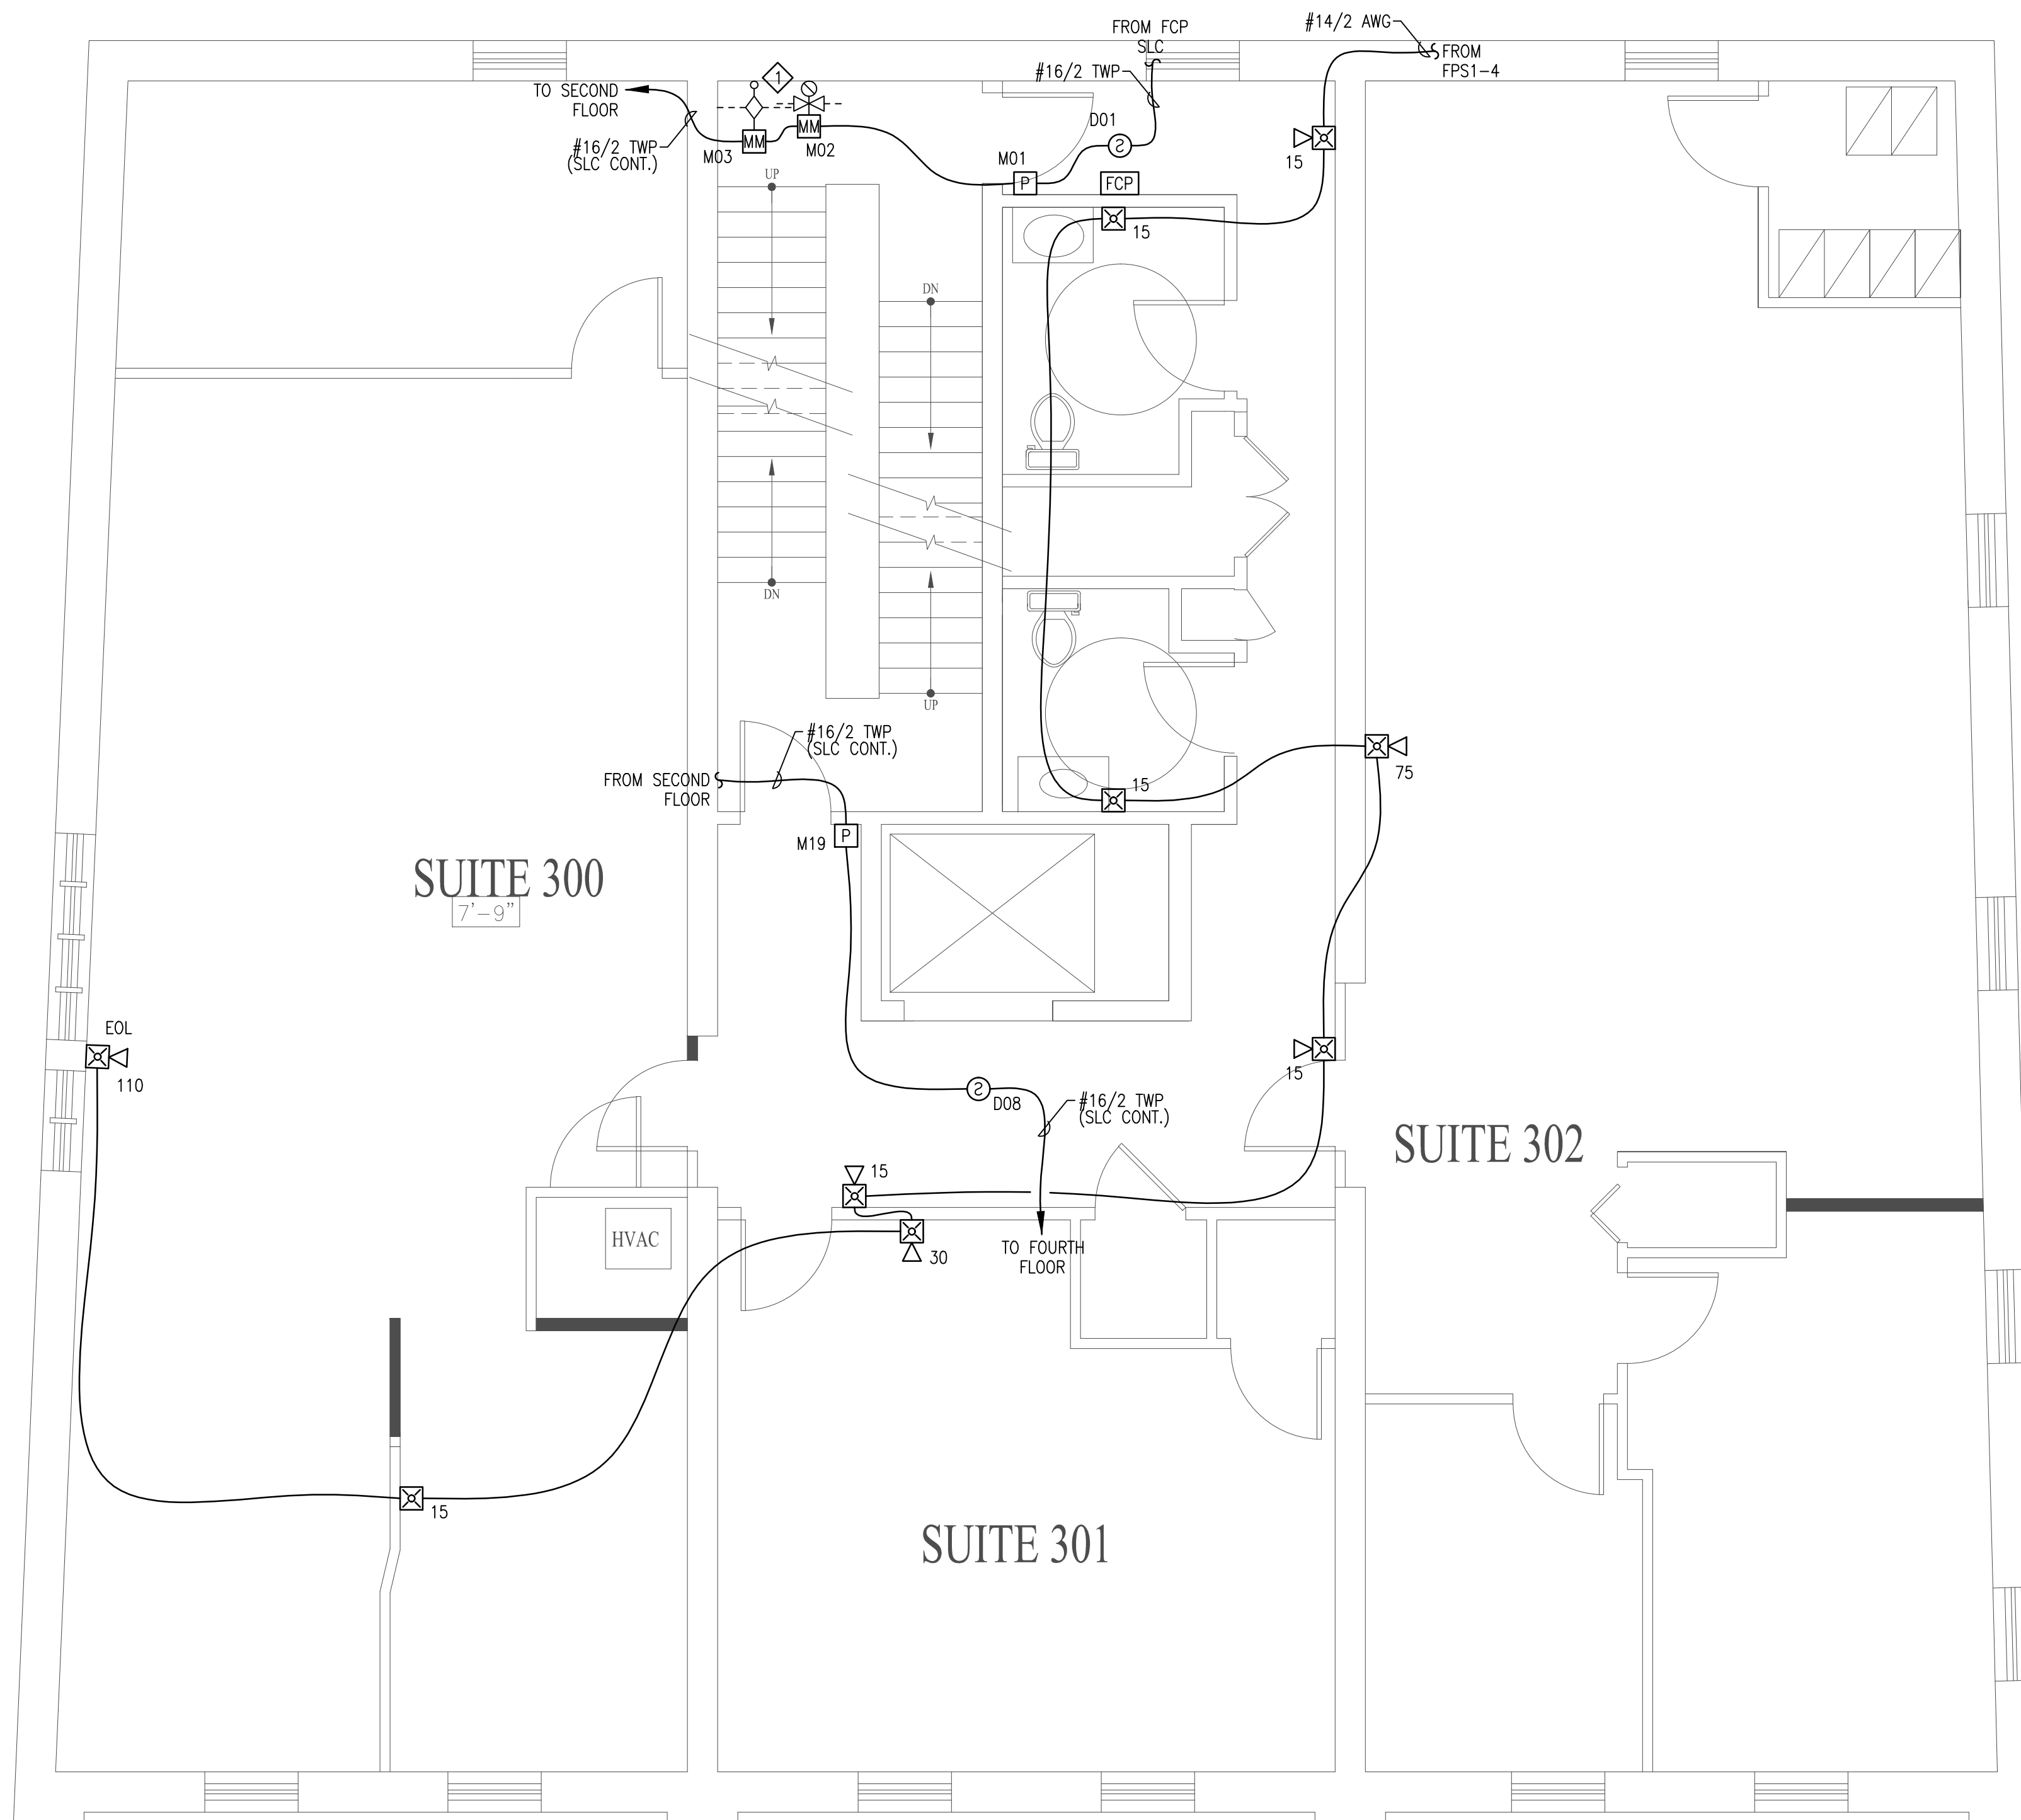 FROM FCP
SLC
#14/2 AWG
FROM
FPS1-4
#16/2 TWP
1
TO SECOND
FLOOR
#16/2 TWP
(SLC CONT.)
MM
M03
MM
M02
D01
S
M01
P
FCP
15
15
UP
DN
DN
UP
#16/2 TWP
(SLC CONT.)
FROM SECOND
FLOOR
15
75
M19
P
SUITE 300
7'-9"
EOL
110
15
S
D08
#16/2 TWP
(SLC CONT.)
SUITE 302
15
HVAC
30
TO FOURTH
FLOOR
15
SUITE 301